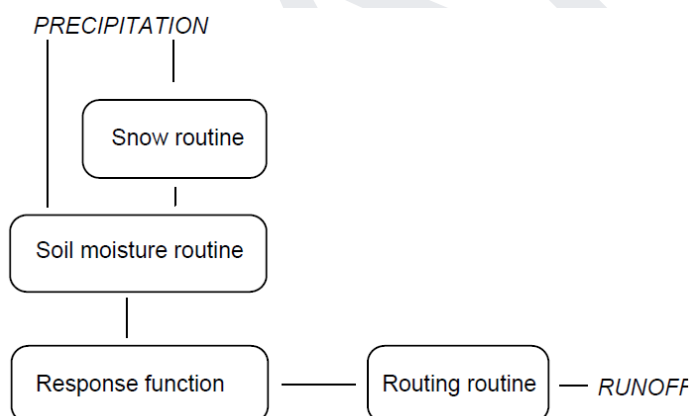 PRECIPITATION
Snow routine
Soil moisture routine
Response function
Routing routine
RUNOFF